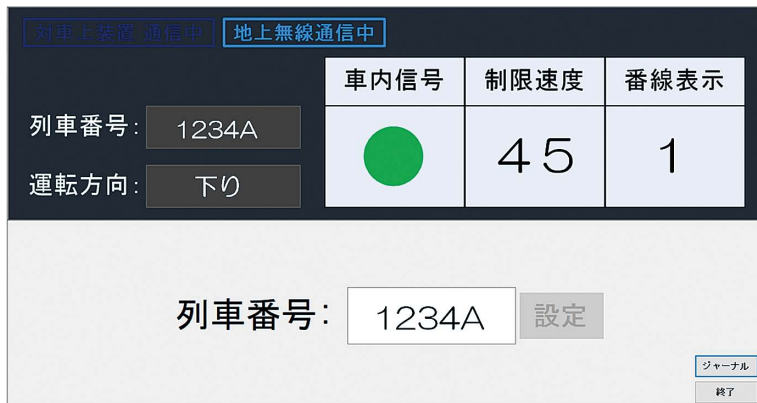 対車上装置 通信中 地上無線通信中
車内信号 制限速度 番線表示
列車番号: 1234A
45 1
運転方向: 下り
列車番号: 1234A 設定
ジャーナル
終了